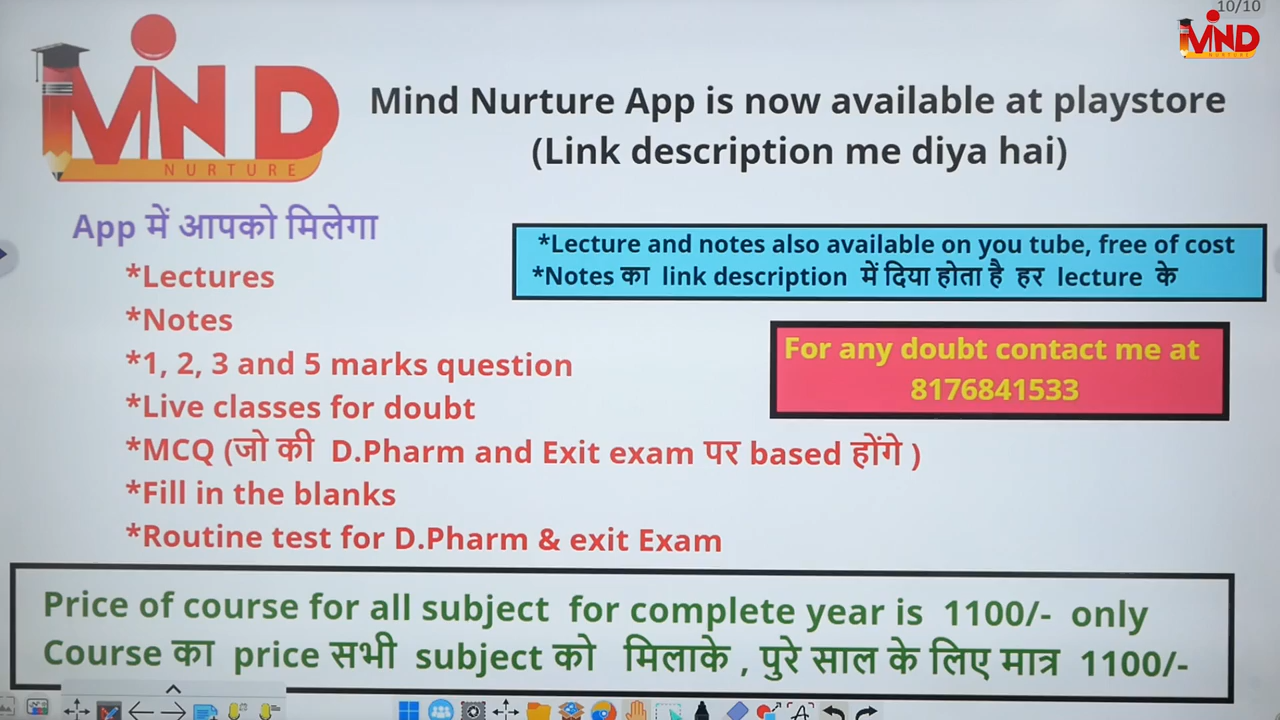 10/10
MIND
NURTURE
MIND
NURTURE
Mind Nurture App is now available at playstore
(Link description me diya hai)
App में आपको मिलेगा
*Lectures
*Notes
*1, 2, 3 and 5 marks question
*Live classes for doubt
*MCQ (जो की D.Pharm and Exit exam पर based होंगे )
*Fill in the blanks
*Routine test for D.Pharm & exit Exam
*Lecture and notes also available on you tube, free of cost
*Notes का link description में दिया होता है हर lecture के
For any doubt contact me at
8176841533
Price of course for all subject for complete year is 1100/- only
Course का price सभी subject को मिलाके , पुरे साल के लिए मात्र 1100/-